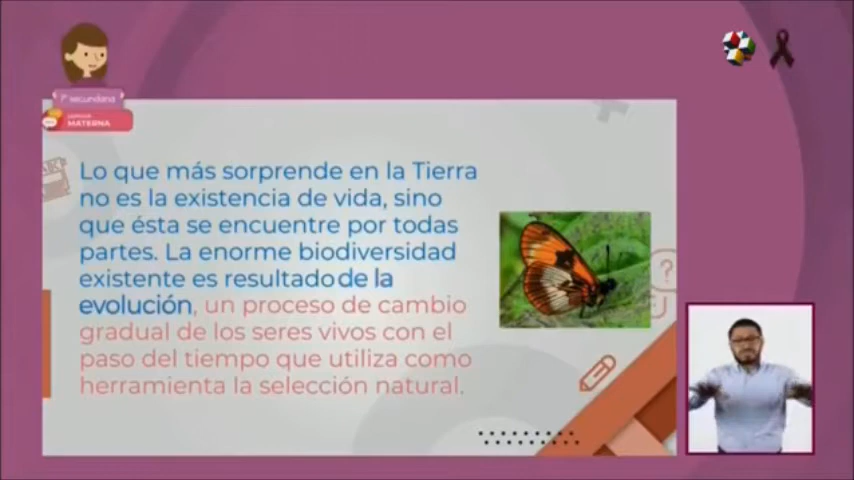 1° secundaria
LENGUA
MATERNA
Lo que más sorprende en la Tierra
no es la existencia de vida, sino
que ésta se encuentre por todas
partes. La enorme biodiversidad
existente es resultado de la
evolución, un proceso de cambio
gradual de los seres vivos con el
paso del tiempo que utiliza como
herramienta la selección natural.